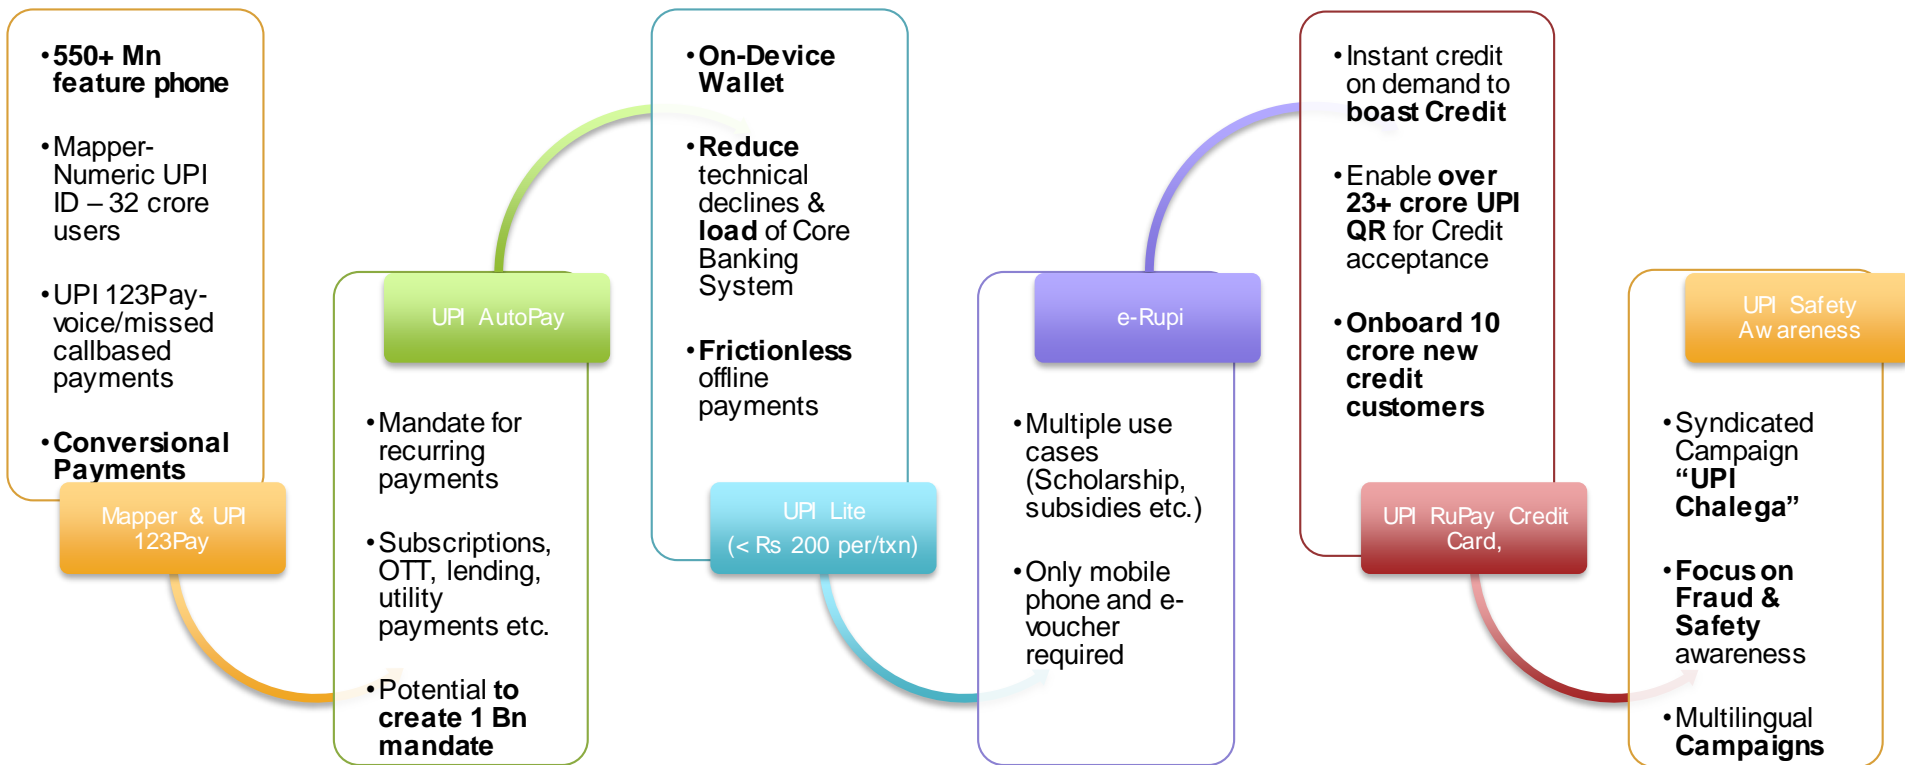 •550+ Mn
feature phone
•Mapper-
Numeric UPI
ID – 32 crore
users
•UPI 123Pay-
voice/missed
callbased
payments
•Conversional
Payments
Mapper & UPI
123Pay
UPI AutoPay
•Mandate for
recurring
payments
•Subscriptions,
OTT, lending,
utility
payments etc.
•Potential to
create 1 Bn
mandate
•On-Device
Wallet
•Reduce
technical
declines &
load of Core
Banking
System
•Frictionless
offline
payments
UPI Lite
(< Rs 200 per/txn)
e-Rupi
•Multiple use
cases
(Scholarship,
subsidies etc.)
•Only mobile
phone and e-
voucher
required
•Instant credit
on demand to
boast Credit
•Enable over
23+ crore UPI
QR for Credit
acceptance
•Onboard 10
crore new
credit
customers
UPI RuPay Credit
Card,
UPI Safety
Awareness
•Syndicated
Campaign
“UPI
Chalega”
•Focus on
Fraud &
Safety
awareness
•Multilingual
Campaigns